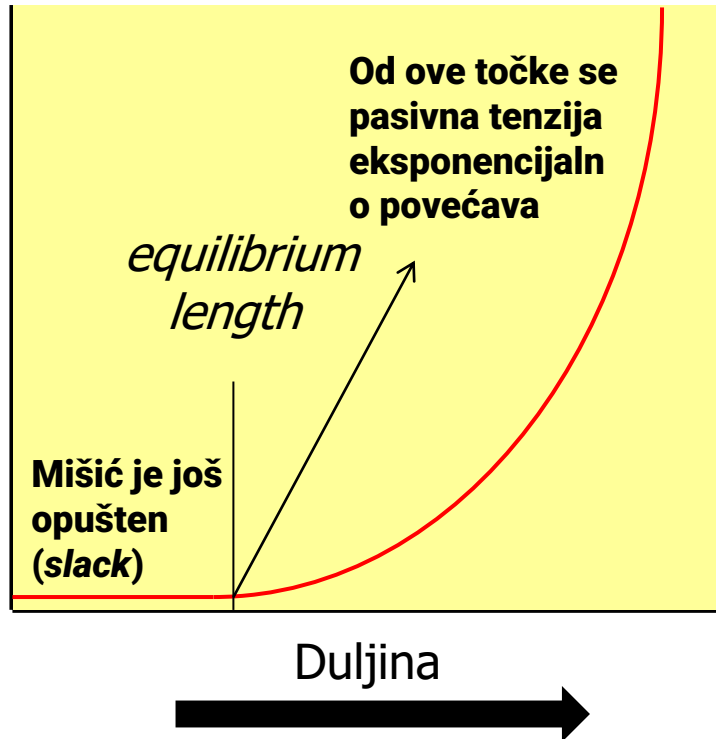 Od ove točke se
pasivna tenzija
eksponencijaln
o povećava
equilibrium
length
Mišić je još
opušten
(slack)
Duljina